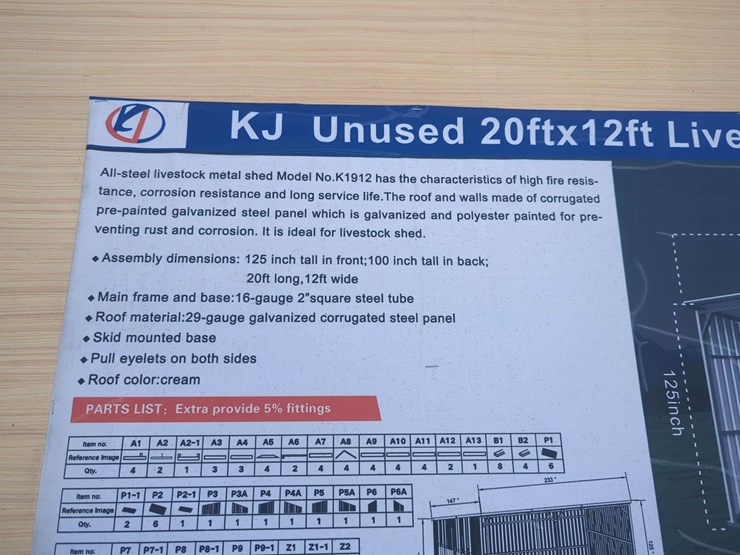 KJ Unused 20ftx12ft Live
All-steel livestock metal shed Model No.K1912 has the characteristics of high fire resis-
tance, corrosion resistance and long service life.The roof and walls made of corrugated
pre-painted galvanized steel panel which is galvanized and polyester painted for pre-
venting rust and corrosion. It is ideal for livestock shed.
◆ Assembly dimensions: 125 inch tall in front;100 inch tall in back;
20ft long,12ft wide
◆ Main frame and base:16-gauge 2"square steel tube
◆ Roof material:29-gauge galvanized corrugated steel panel
◆ Skid mounted base
◆ Pull eyelets on both sides
◆ Roof color:cream
125inch
PARTS LIST: Extra provide 5% fittings
Item no. A1 A2 A2-1 A3 A4 A5 A6 A7 A8 A9 A10 A11 A12 A13 B1 B2 P1
Reference Image
Qty. 4 2 1 3 3 4 2 4 4 4 4 4 2 1 8 4 6
Item no. P1-1 P2 P2-1 P3 P3A P4 P4A P5 P5A P6 P6A
Reference Image
Qty. 2 6 1 1 1 1 1 1 1 1 1
147"
233"
Item no. P7 P7-1 P8 P8-1 P9 P9-1 Z1 Z1-1 Z2